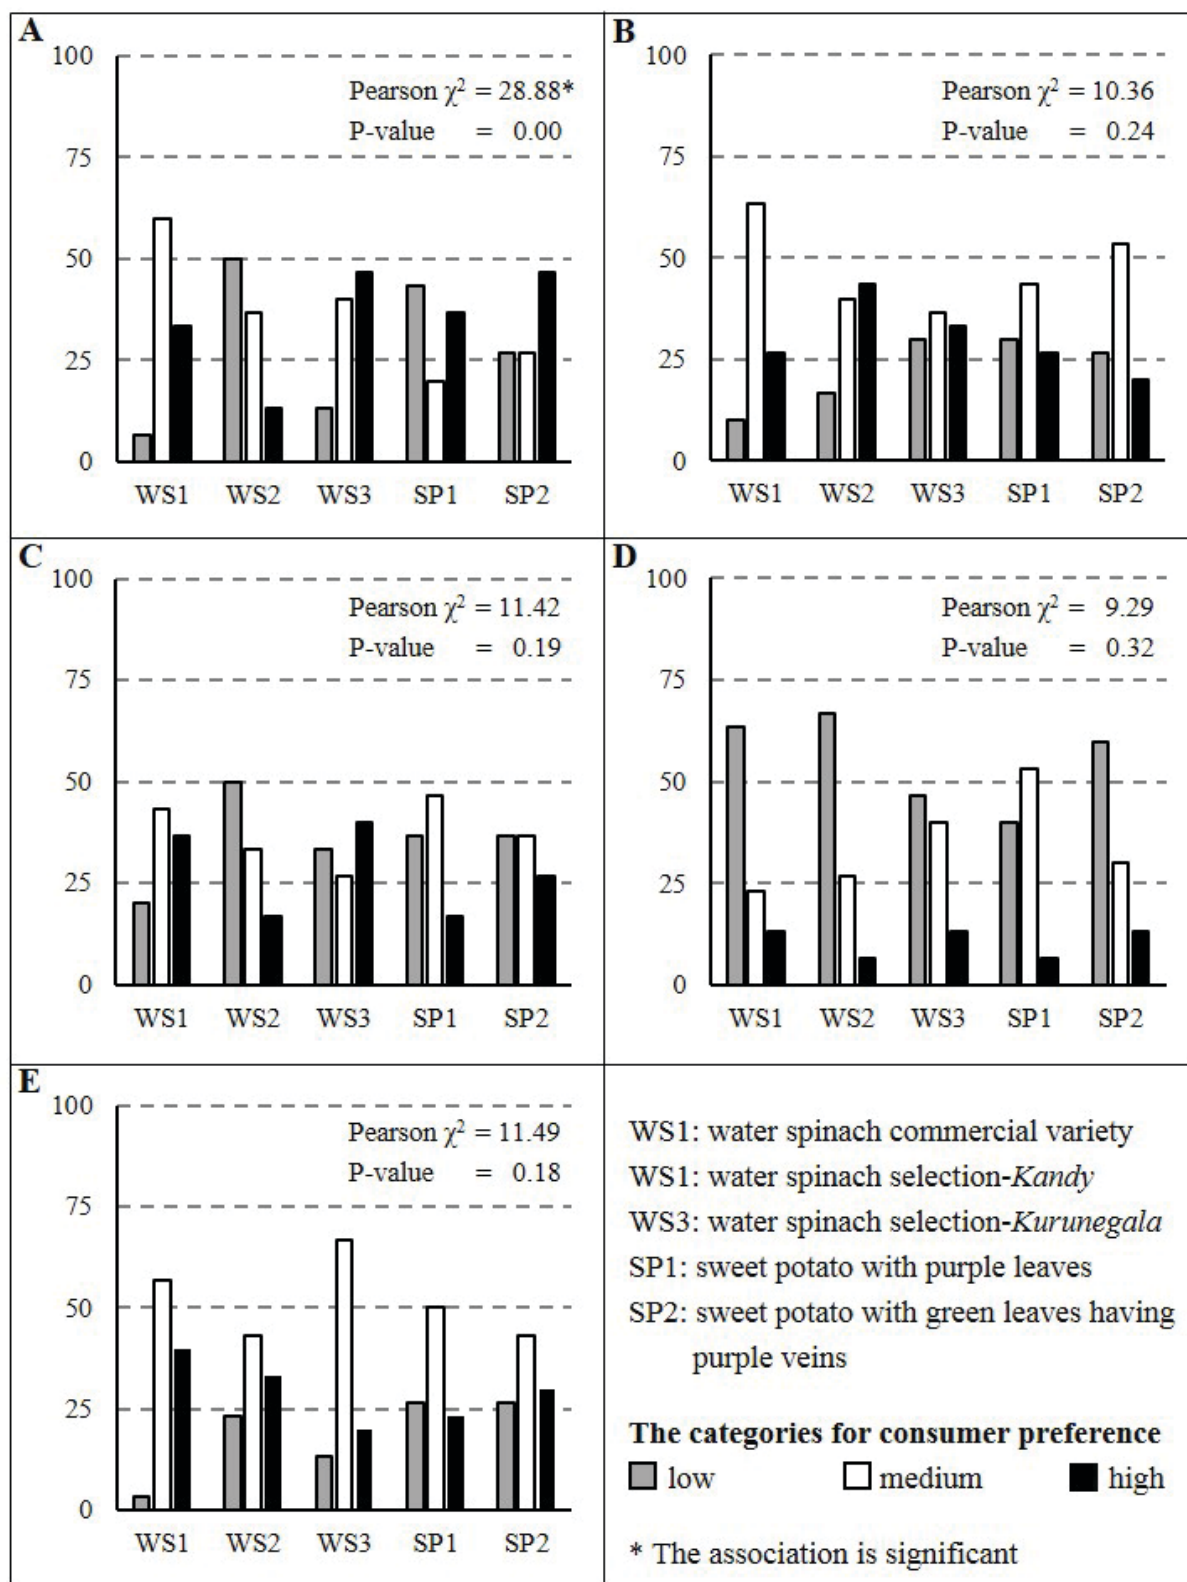 A
100
Pearson χ² = 28.88*
P-value = 0.00
75
50
25
0
WS1 WS2 WS3 SP1 SP2
B
100
Pearson χ² = 10.36
P-value = 0.24
75
50
25
0
WS1 WS2 WS3 SP1 SP2
C
100
Pearson χ² = 11.42
P-value = 0.19
75
50
25
0
WS1 WS2 WS3 SP1 SP2
D
100
Pearson χ² = 9.29
P-value = 0.32
75
50
25
0
WS1 WS2 WS3 SP1 SP2
E
100
Pearson χ² = 11.49
P-value = 0.18
75
50
25
0
WS1 WS2 WS3 SP1 SP2
WS1: water spinach commercial variety
WS1: water spinach selection-Kandy
WS3: water spinach selection-Kurunegala
SP1: sweet potato with purple leaves
SP2: sweet potato with green leaves having
purple veins
The categories for consumer preference
low medium high
* The association is significant